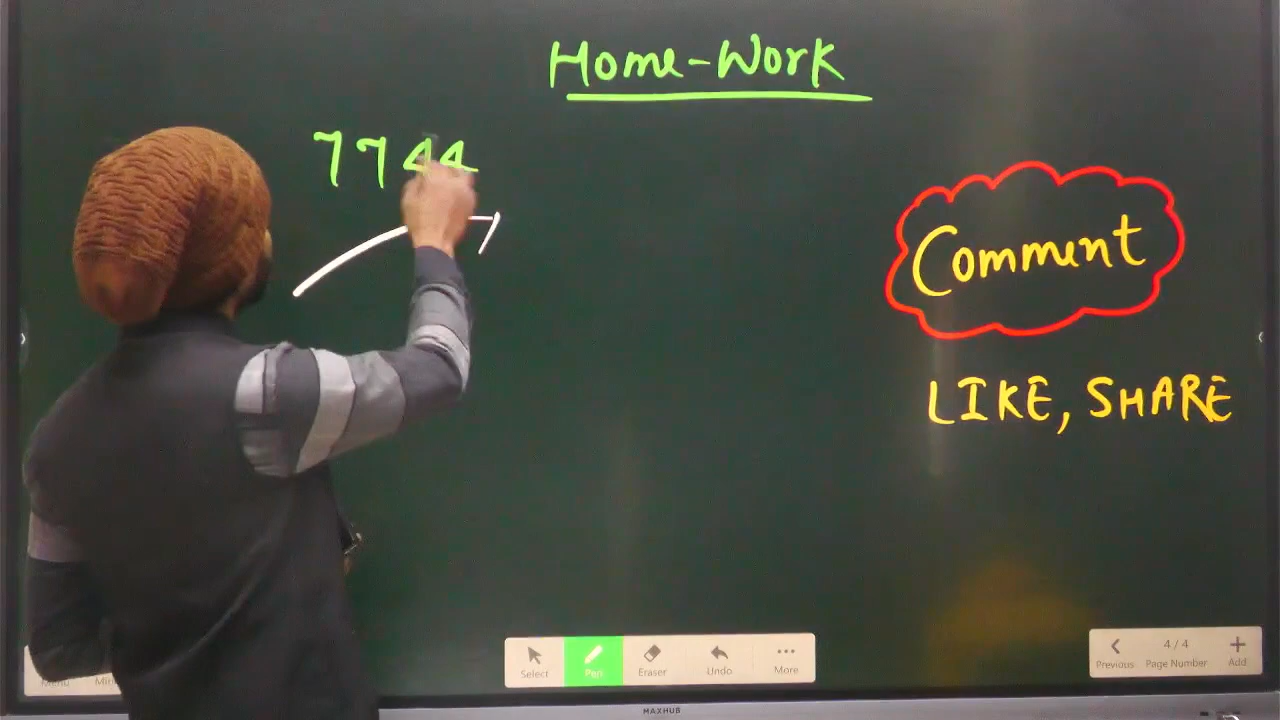 Home-Work
7744
Comment
LIKE, SHARE
Select
Pen
Eraser
Undo
More
Previous
4/4
Page Number
Add
MAXHUB